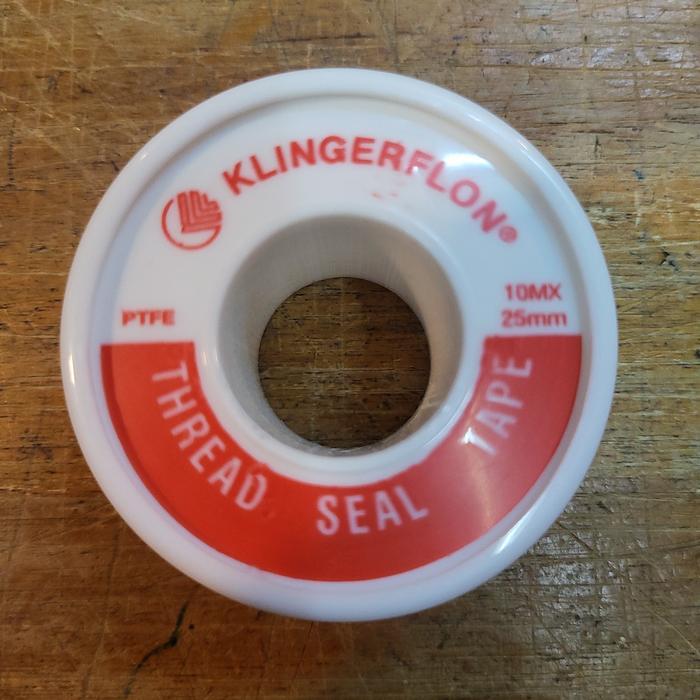 KLINGERFLON®
PTFE
10MX
25mm
THREAD SEAL TAPE